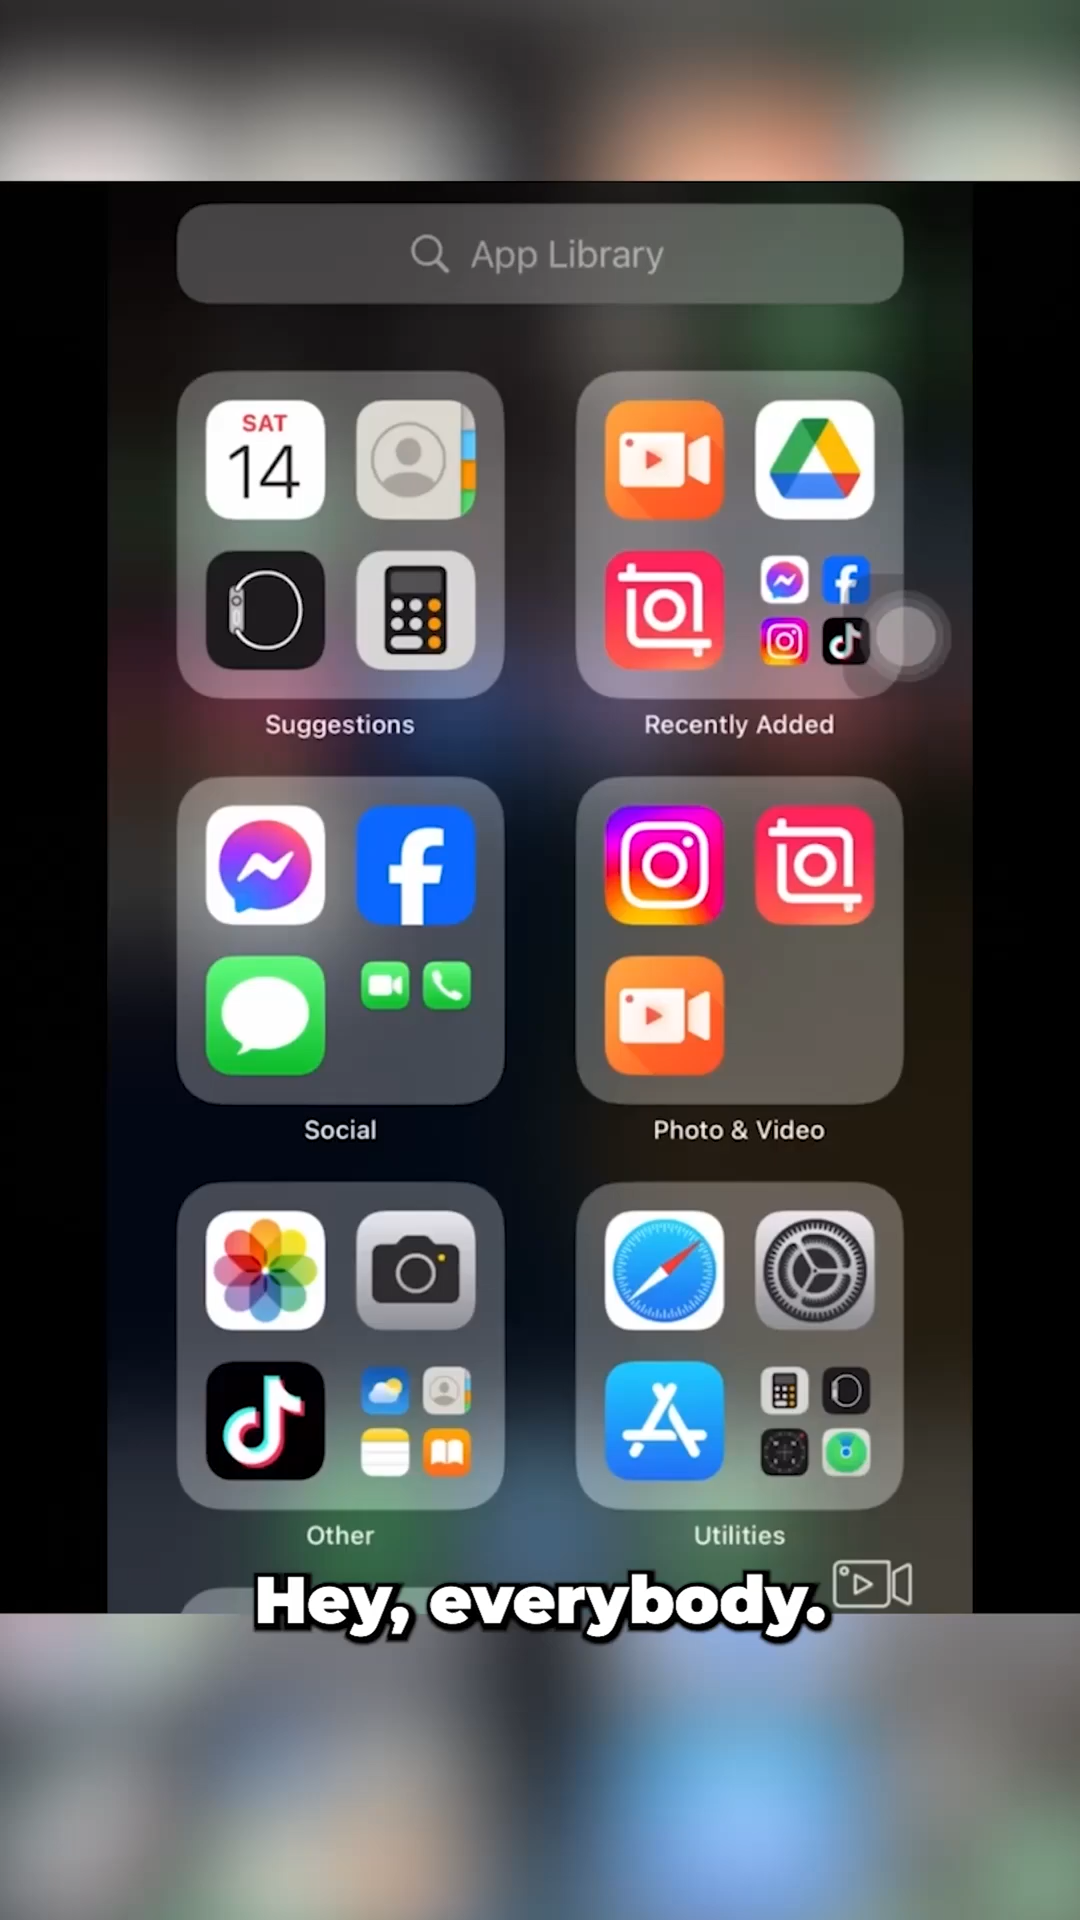 App Library
SAT
14
Suggestions
Recently Added
Social
Photo & Video
Other
Utilities
Hey, everybody.